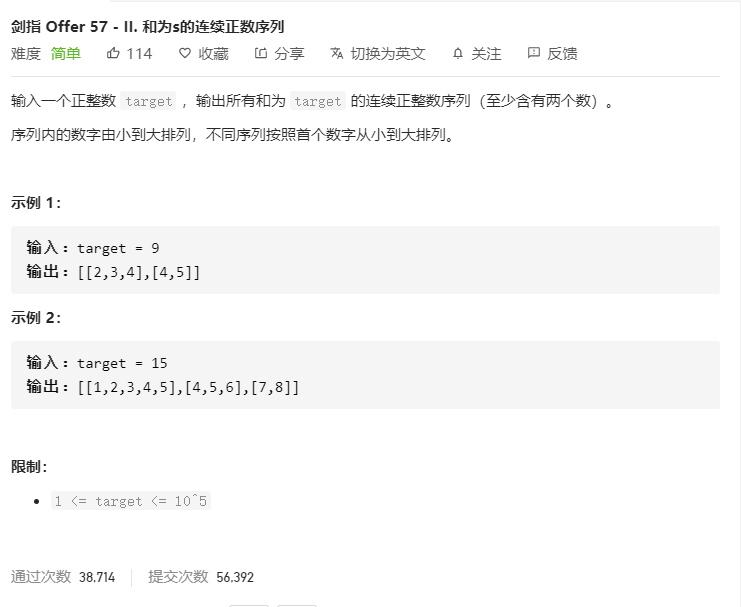 剑指 Offer 57 - II. 和为s的连续正数序列
难度 简单 114 收藏 分享 切换为英文 关注 反馈
输入一个正整数 target ，输出所有和为 target 的连续正整数序列（至少含有两个数）。
序列内的数字由小到大排列，不同序列按照首个数字从小到大排列。
示例 1：
输入：target = 9
输出：[[2,3,4],[4,5]]
示例 2：
输入：target = 15
输出：[[1,2,3,4,5],[4,5,6],[7,8]]
限制：
1 <= target <= 10^5
通过次数 38,714 提交次数 56,392